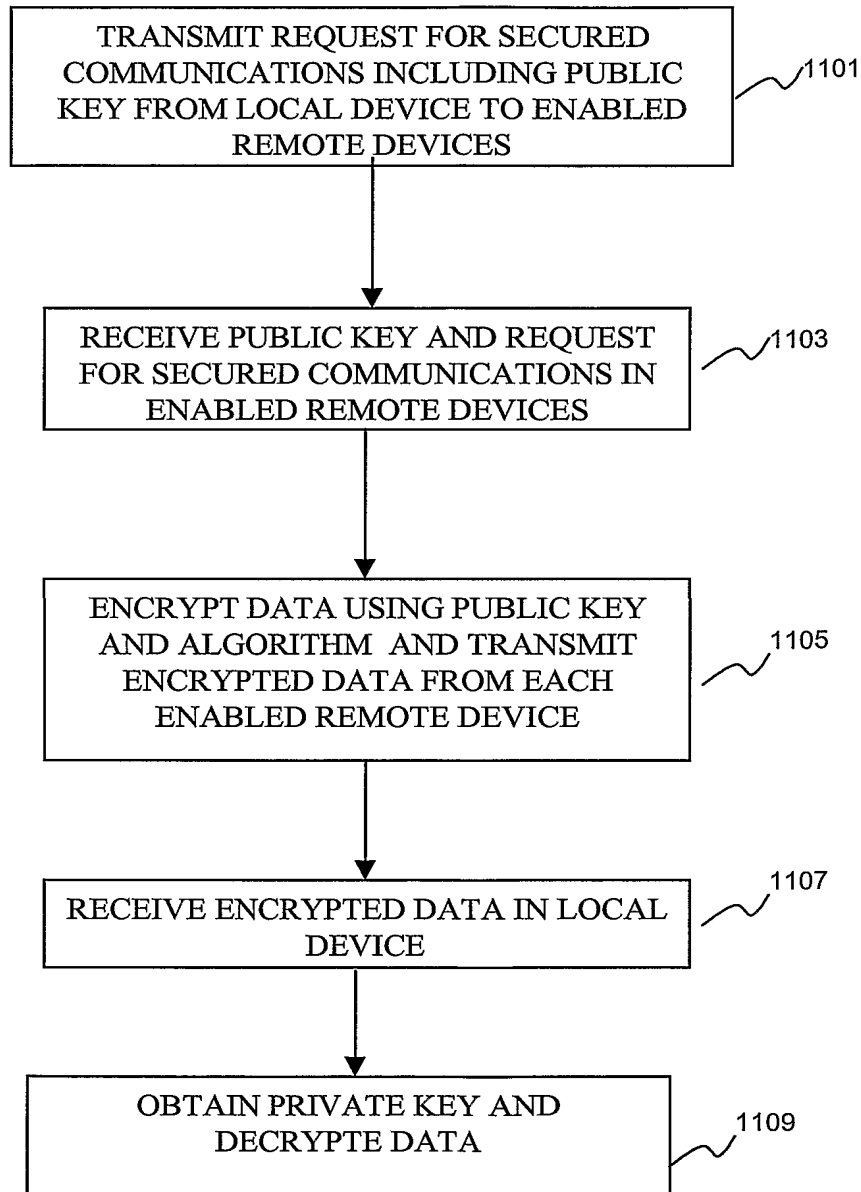 TRANSMIT REQUEST FOR SECURED
COMMUNICATIONS INCLUDING PUBLIC
KEY FROM LOCAL DEVICE TO ENABLED
REMOTE DEVICES
1101
RECEIVE PUBLIC KEY AND REQUEST
FOR SECURED COMMUNICATIONS IN
ENABLED REMOTE DEVICES
1103
ENCRYPT DATA USING PUBLIC KEY
AND ALGORITHM AND TRANSMIT
ENCRYPTED DATA FROM EACH
ENABLED REMOTE DEVICE
1105
RECEIVE ENCRYPTED DATA IN LOCAL
DEVICE
1107
OBTAIN PRIVATE KEY AND
DECRYPTE DATA
1109